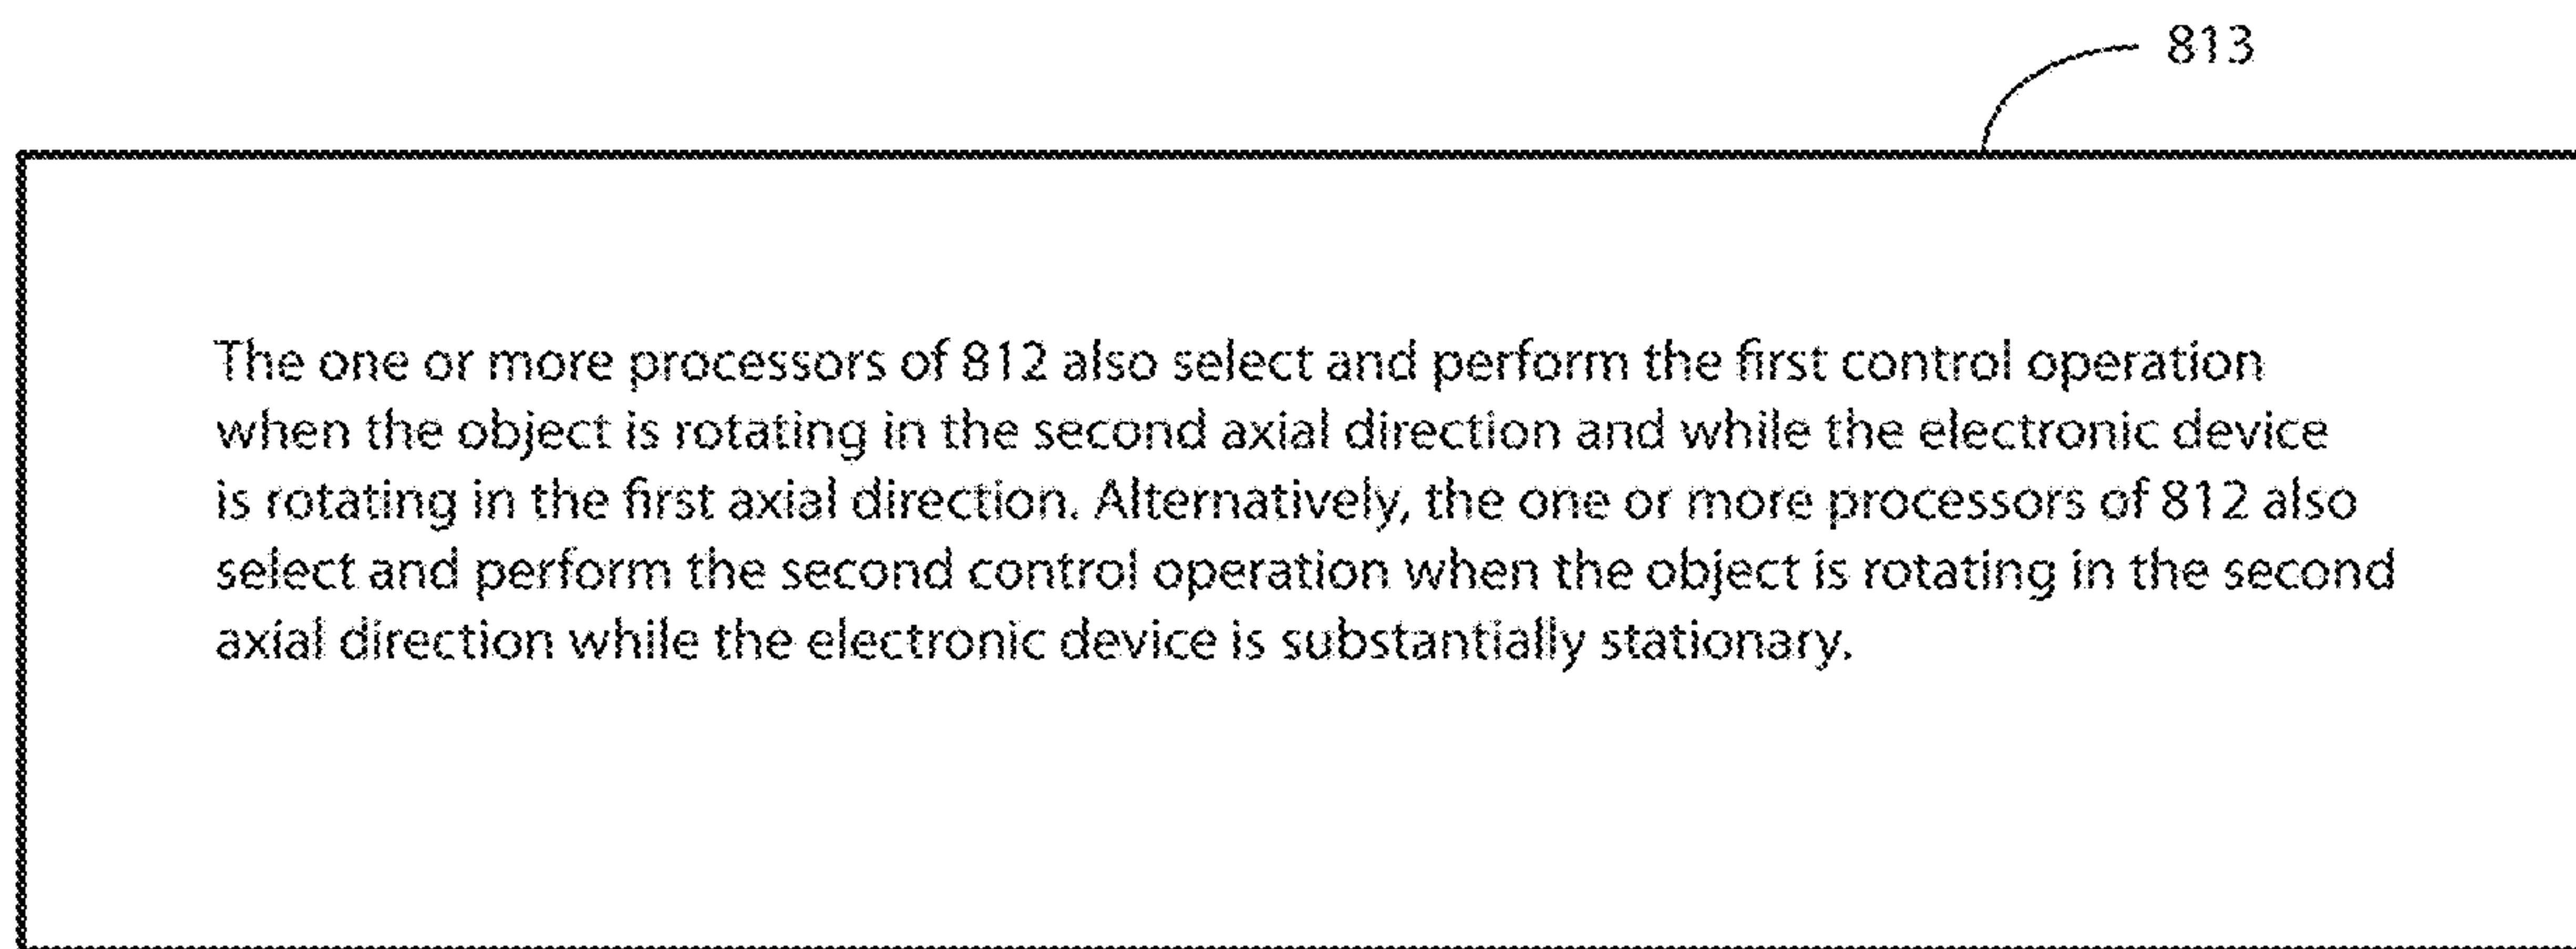 813
The one or more processors of 812 also select and perform the first control operation
when the object is rotating in the second axial direction and while the electronic device
is rotating in the first axial direction. Alternatively, the one or more processors of 812 also
select and perform the second control operation when the object is rotating in the second
axial direction while the electronic device is substantially stationary.